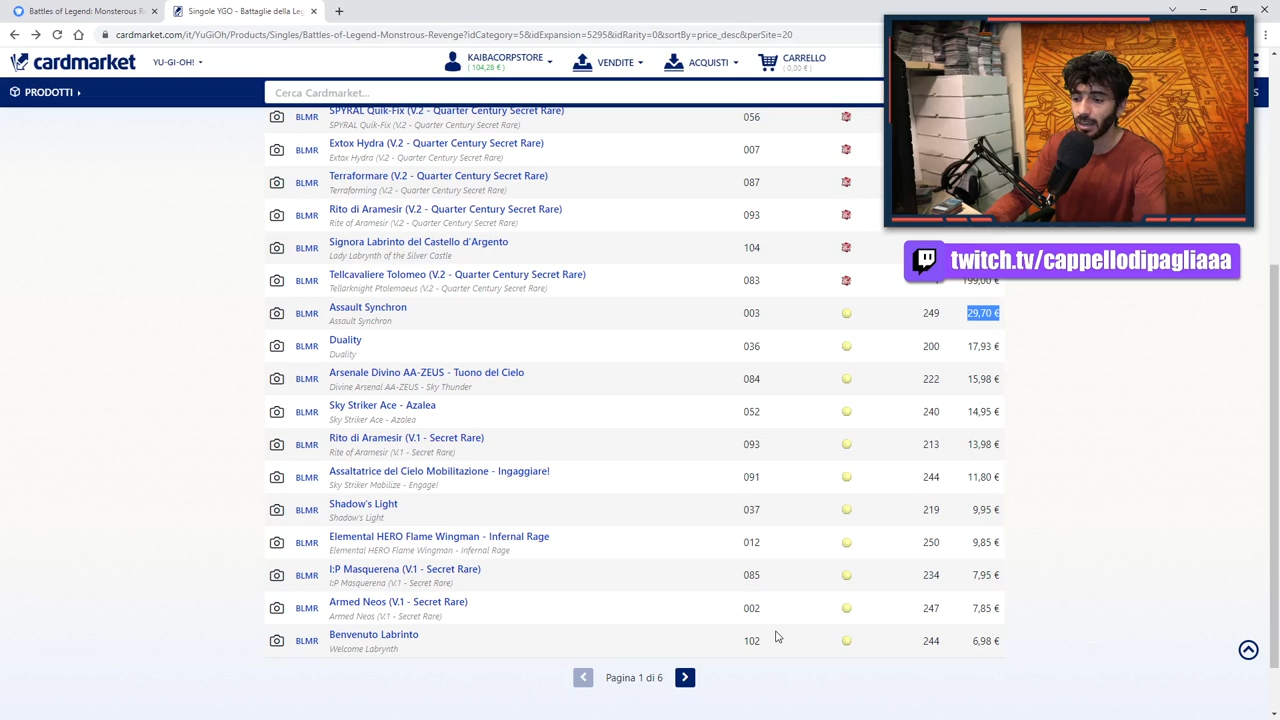 Battles of Legend: Monsterous R
Singole YGO - Battaglie della Leg
cardmarket.com/it/YuGiOh/Products/Singles/Battles-of-Legend-Monstrous-Revenge?idCategory=5&idExpansion=5295&idRarity=0&sortBy=price_desc&perSite=20
cardmarket
YU-GI-OH!
KAIBACORPSTORE
( 104,28 € )
VENDITE
ACQUISTI
CARRELLO
( 0,00 € )
PRODOTTI
Cerca Cardmarket...
S
BLMR SPYRAL Quik-Fix (V.2 - Quarter Century Secret Rare) 056
SPYRAL Quik-Fix (V.2 - Quarter Century Secret Rare)
BLMR Extox Hydra (V.2 - Quarter Century Secret Rare) 007
Extox Hydra (V.2 - Quarter Century Secret Rare)
BLMR Terraformare (V.2 - Quarter Century Secret Rare) 087
Terraforming (V.2 - Quarter Century Secret Rare)
BLMR Rito di Aramesir (V.2 - Quarter Century Secret Rare) 093
Rite of Aramesir (V.2 - Quarter Century Secret Rare)
BLMR Signora Labrinto del Castello d'Argento 104
Lady Labrynth of the Silver Castle
BLMR Tellcavaliere Tolomeo (V.2 - Quarter Century Secret Rare) 083 199,00 €
Tellarknight Ptolemaeus (V.2 - Quarter Century Secret Rare)
BLMR Assault Synchron 003 249 29,70 €
Assault Synchron
BLMR Duality 036 200 17,93 €
Duality
BLMR Arsenale Divino AA-ZEUS - Tuono del Cielo 084 222 15,98 €
Divine Arsenal AA-ZEUS - Sky Thunder
BLMR Sky Striker Ace - Azalea 052 240 14,95 €
Sky Striker Ace - Azalea
BLMR Rito di Aramesir (V.1 - Secret Rare) 093 213 13,98 €
Rite of Aramesir (V.1 - Secret Rare)
BLMR Assaltatrice del Cielo Mobilitazione - Ingaggiare! 091 244 11,80 €
Sky Striker Mobilize - Engage!
BLMR Shadow's Light 037 219 9,95 €
Shadow's Light
BLMR Elemental HERO Flame Wingman - Infernal Rage 012 250 9,85 €
Elemental HERO Flame Wingman - Infernal Rage
BLMR I:P Masquerena (V.1 - Secret Rare) 085 234 7,95 €
I:P Masquerena (V.1 - Secret Rare)
BLMR Armed Neos (V.1 - Secret Rare) 002 247 7,85 €
Armed Neos (V.1 - Secret Rare)
BLMR Benvenuto Labrinto 102 244 6,98 €
Welcome Labrynth
Pagina 1 di 6
twitch.tv/cappellodipagliaaa